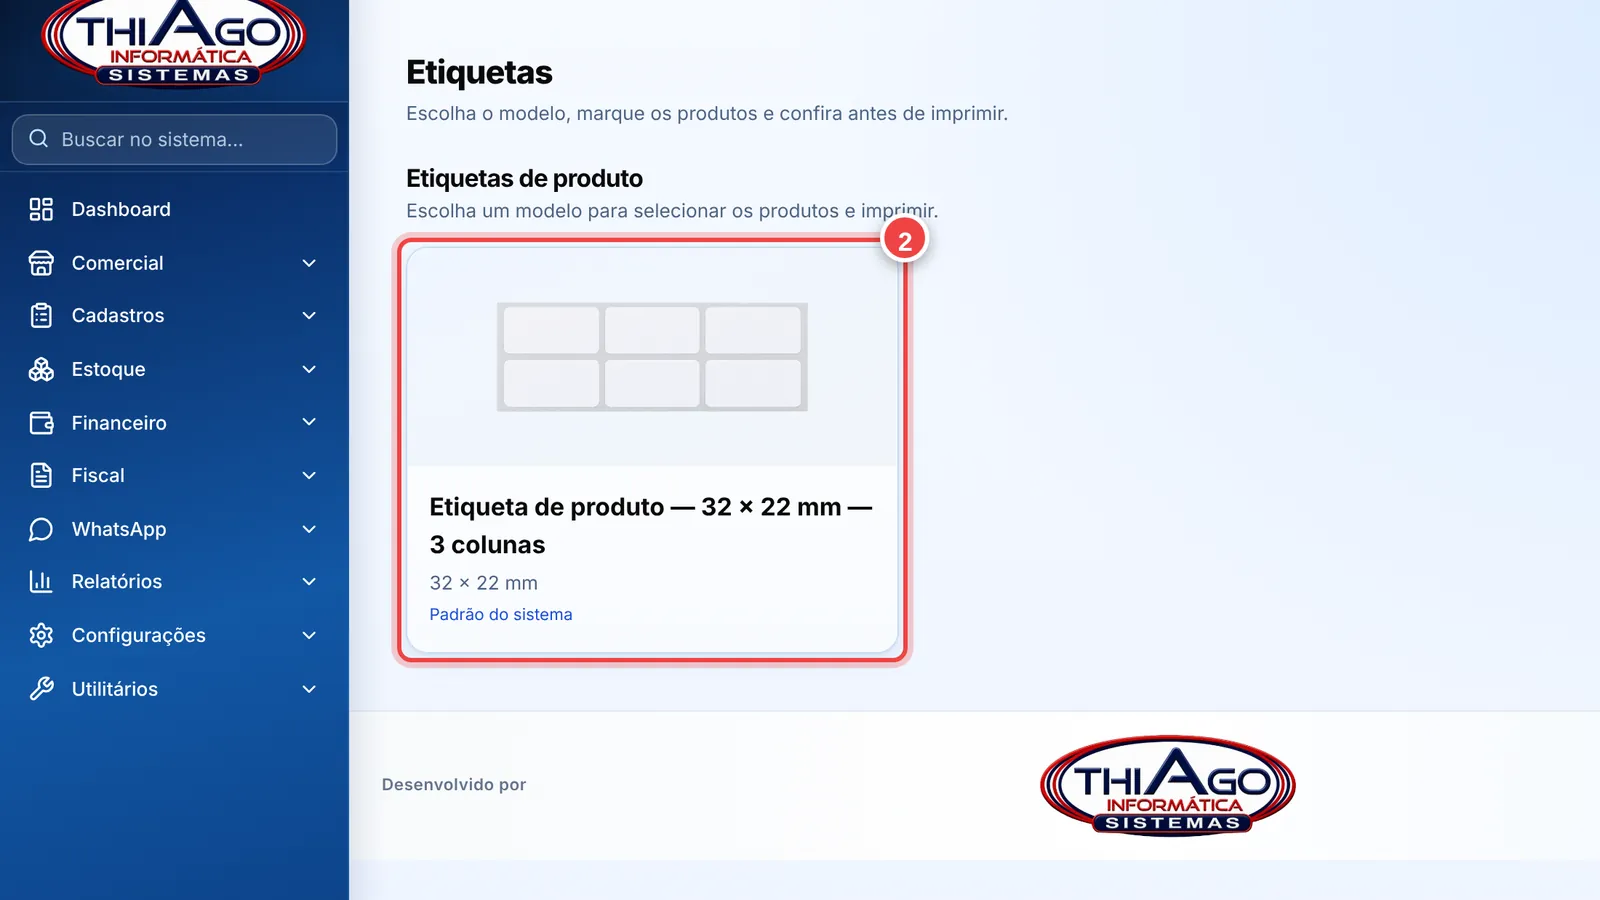 THIAGO
INFORMÁTICA
SISTEMAS
Buscar no sistema...
Dashboard
Comercial
Cadastros
Estoque
Financeiro
Fiscal
WhatsApp
Relatórios
Configurações
Utilitários
Etiquetas
Escolha o modelo, marque os produtos e confira antes de imprimir.
Etiquetas de produto
Escolha um modelo para selecionar os produtos e imprimir.
2
Etiqueta de produto — 32 × 22 mm —
3 colunas
32 × 22 mm
Padrão do sistema
Desenvolvido por
THIAGO
INFORMÁTICA
SISTEMAS